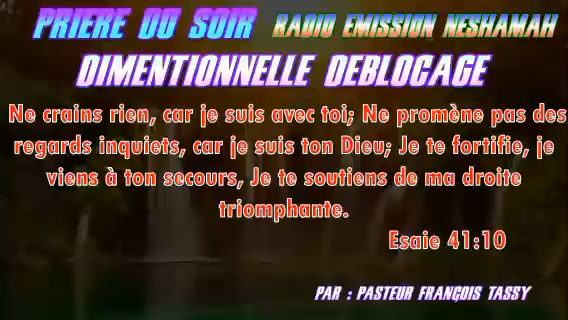 PRIERE DU SOIR RADIO EMISSION NESHAMAH
DIMENTIONNELLE DEBLOCAGE
Ne crains rien, car je suis avec toi; Ne promène pas des
regards inquiets, car je suis ton Dieu; Je te fortifie, je
viens à ton secours, Je te soutiens de ma droite
triomphante.
Esaie 41:10
PAR : PASTEUR FRANÇOIS TASSY